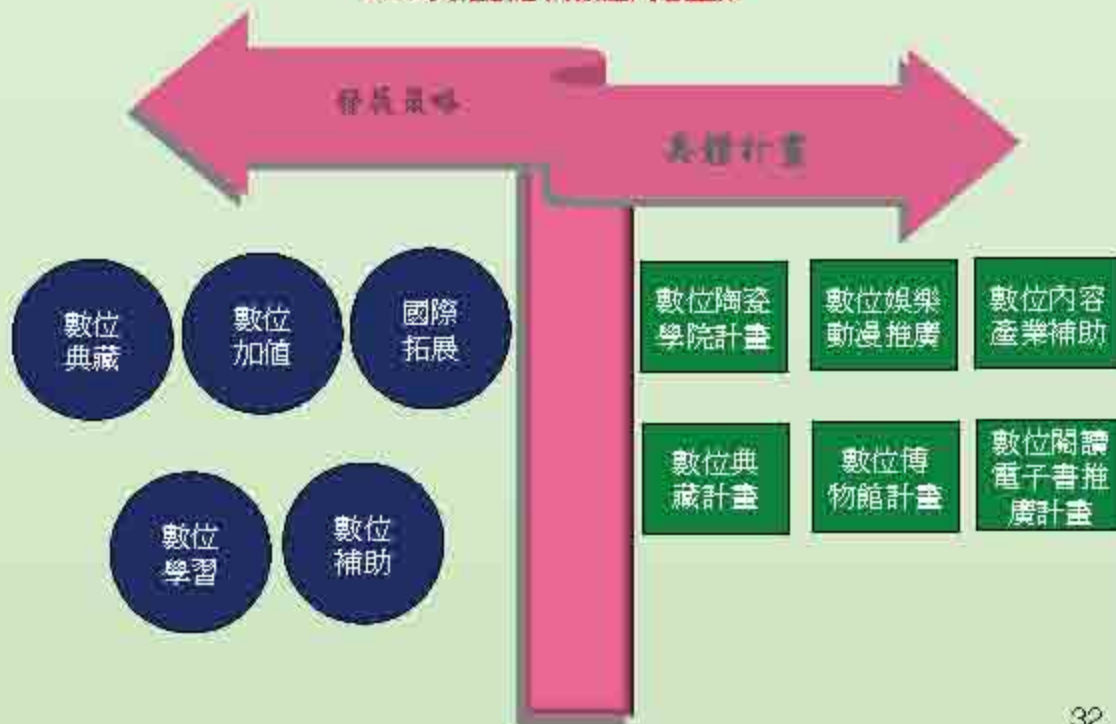 發展策略
具體計畫
數位
典藏
數位
加值
國際
拓展
數位
學習
數位
補助
數位陶瓷
學院計畫
數位娛樂
動漫推廣
數位內容
產業補助
數位典
藏計畫
數位博
物館計畫
數位閱讀
電子書推
廣計畫
32